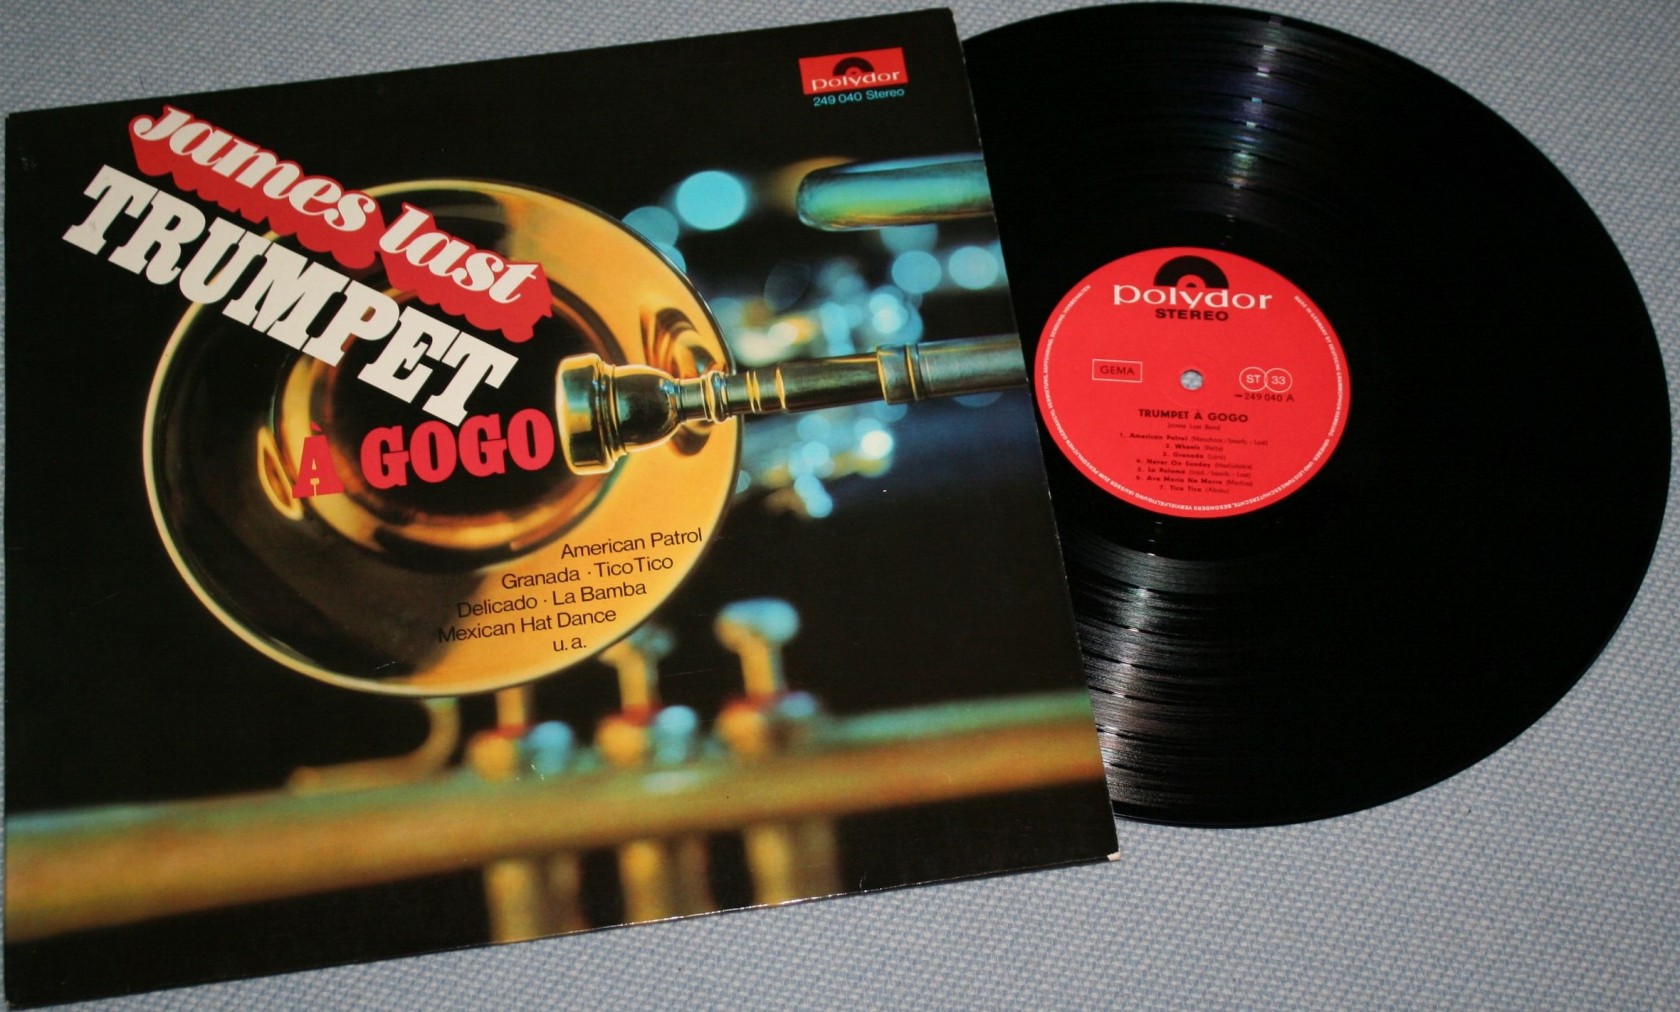 polydor
249 040 Stereo
james last
TRUMPET
À GOGO
American Patrol
Granada · Tico Tico
Delicado · La Bamba
Mexican Hat Dance
u. a.
polydor
STEREO
GEMA
ST 33
249 040 A
TRUMPET À GOGO
James Last Band
1. American Patrol
2. Wheels
3. Granada
4. Never On Sunday
5. La Paloma
6. Ave Maria No Morro
7. Tico Tico